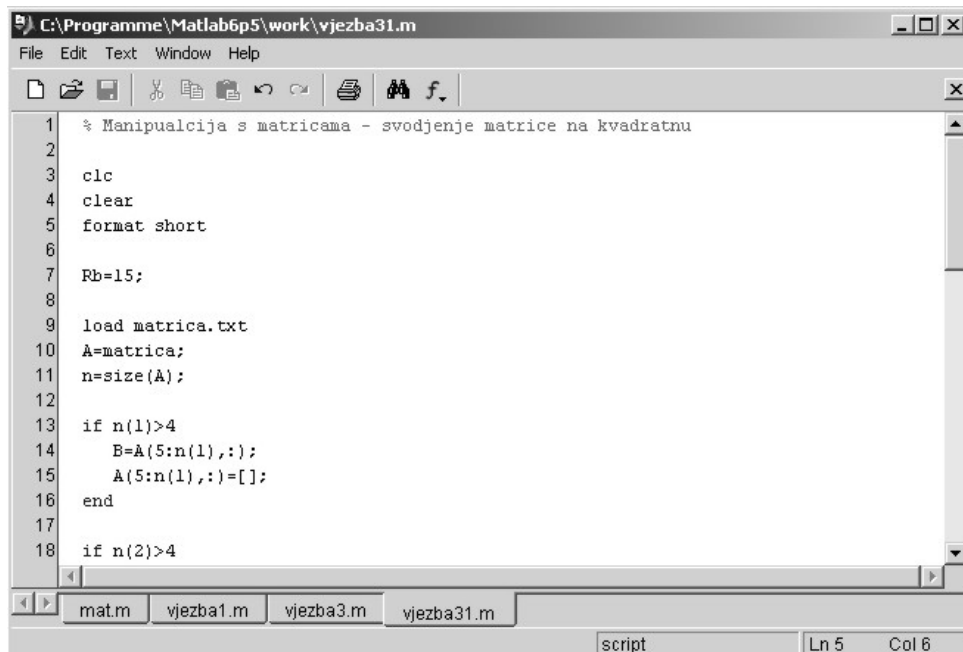 C:\Programme\Matlab6p5\work\vjezba31.m
File Edit Text Window Help
1 % Manipualcija s matricama - svodjenje matrice na kvadratnu
2
3 clc
4 clear
5 format short
6
7 Rb=15;
8
9 load matrica.txt
10 A=matrica;
11 n=size(A);
12
13 if n(1)>4
14 B=A(5:n(1),:);
15 A(5:n(1),:)=[];
16 end
17
18 if n(2)>4
mat.m vjezba1.m vjezba3.m vjezba31.m
script Ln 5 Col 6